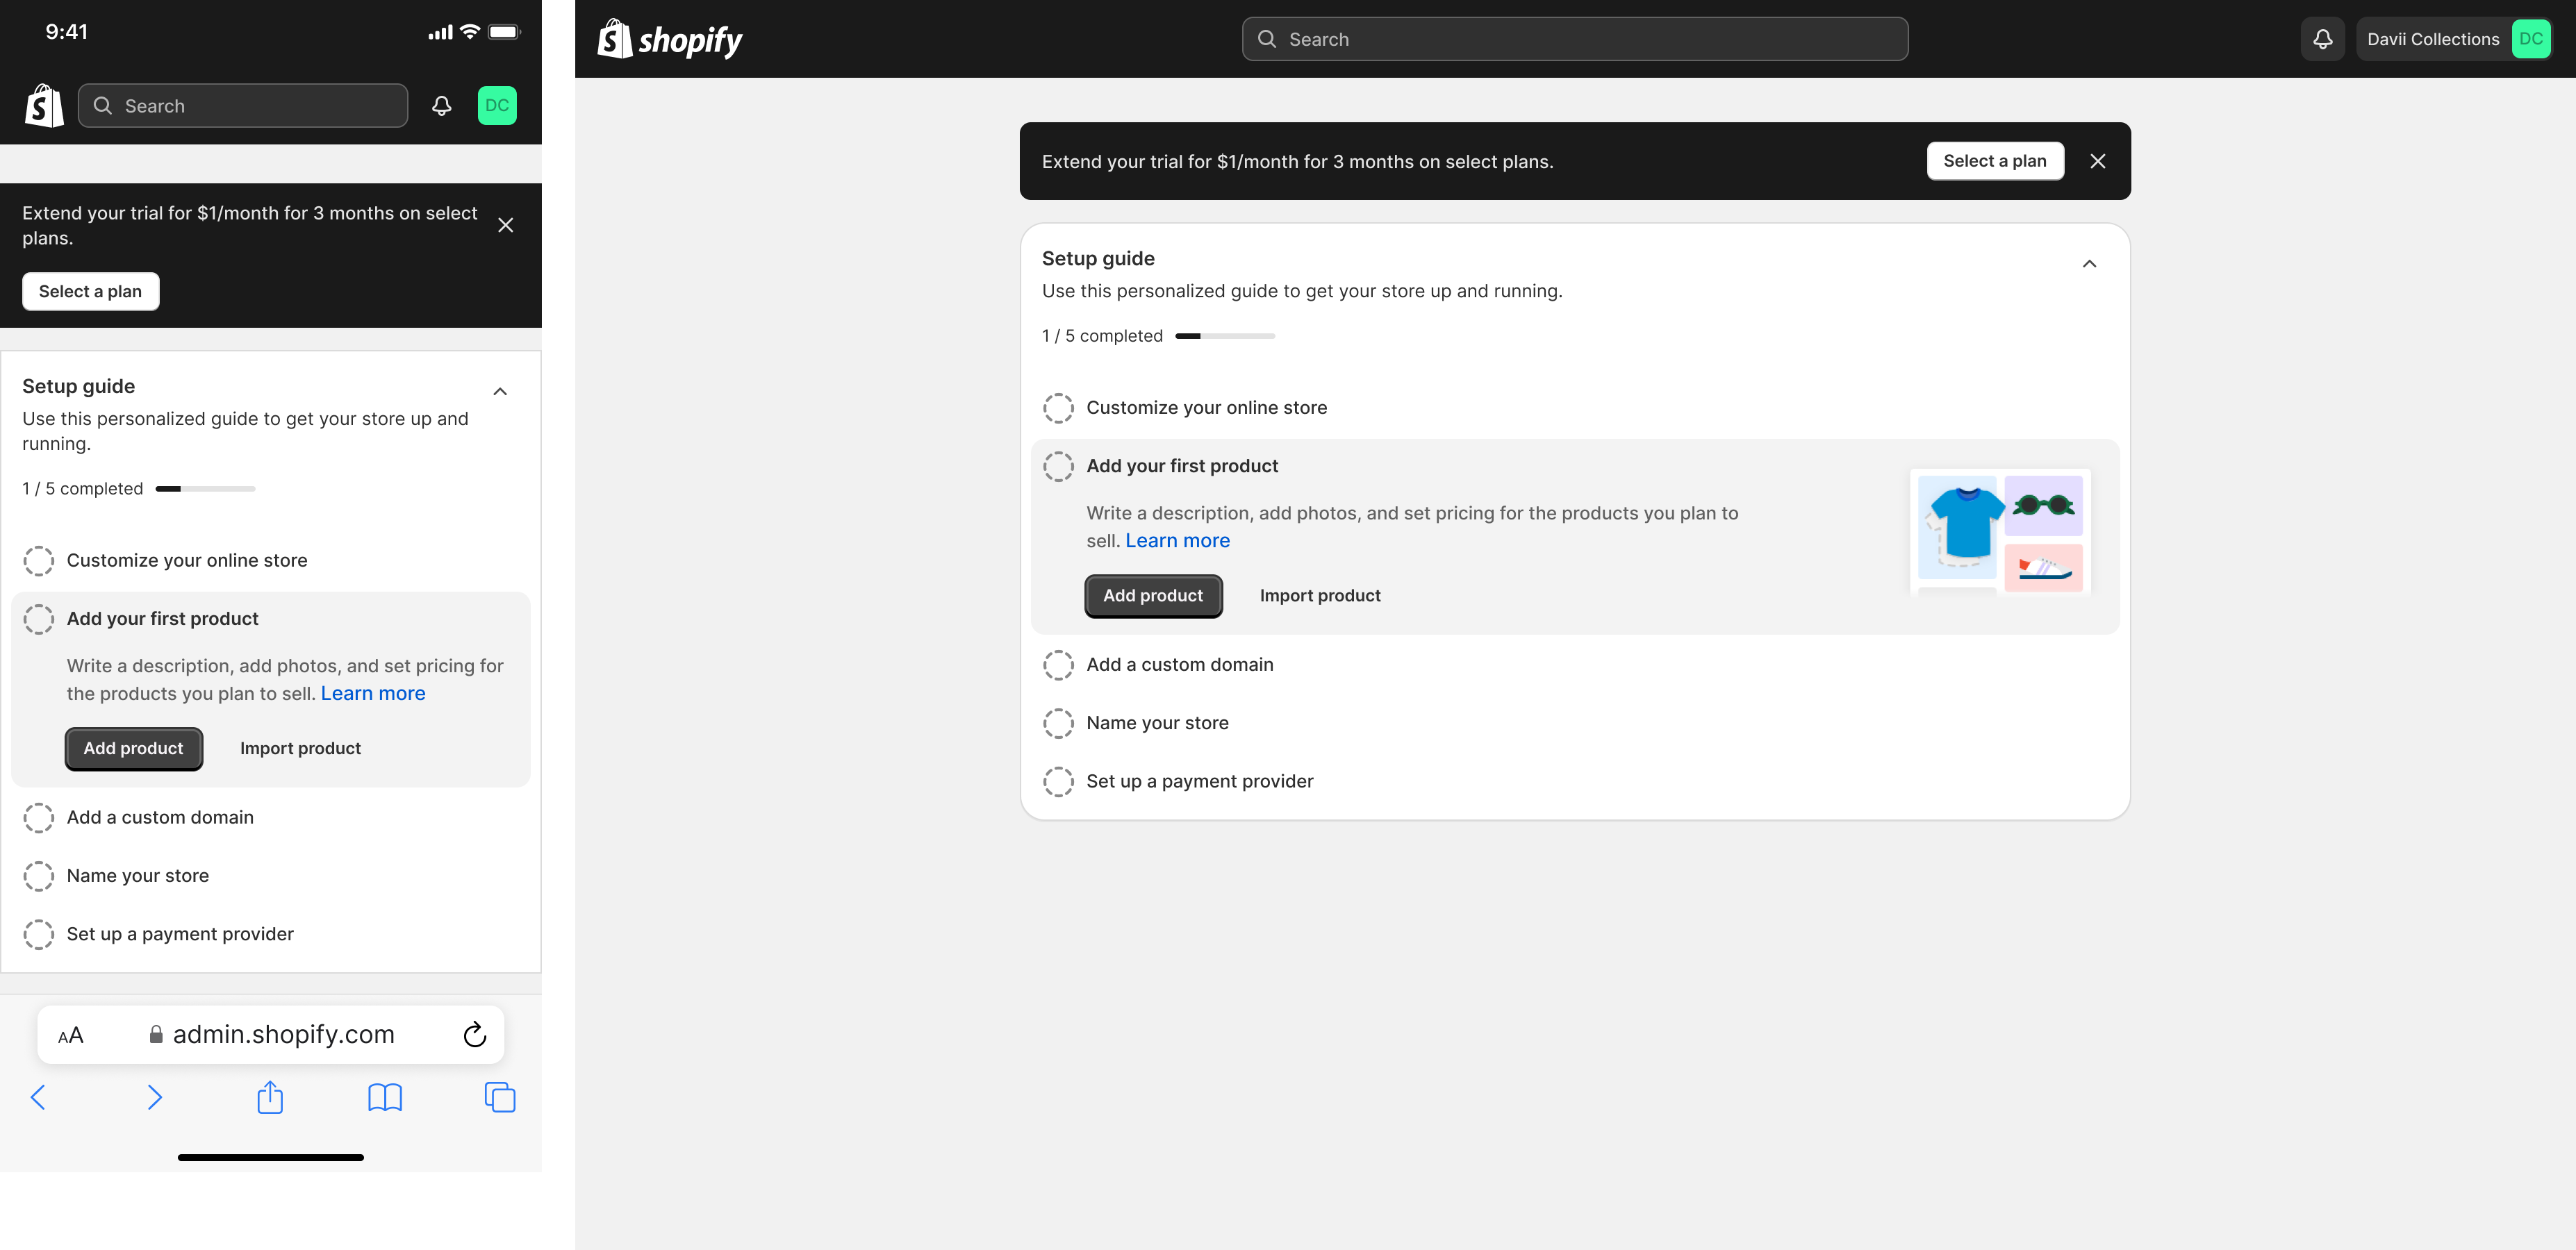 9:41
Search
DC
Extend your trial for $1/month for 3 months on select
plans.
Select a plan
Setup guide
Use this personalized guide to get your store up and
running.
1 / 5 completed
Customize your online store
Add your first product
Write a description, add photos, and set pricing for
the products you plan to sell. Learn more
Add product
Import product
Add a custom domain
Name your store
Set up a payment provider
AA
admin.shopify.com
shopify
Search
Davii Collections
DC
Extend your trial for $1/month for 3 months on select plans.
Select a plan
Setup guide
Use this personalized guide to get your store up and running.
1 / 5 completed
Customize your online store
Add your first product
Write a description, add photos, and set pricing for the products you plan to
sell. Learn more
Add product
Import product
Add a custom domain
Name your store
Set up a payment provider